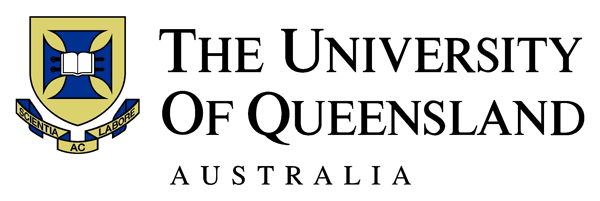 THE UNIVERSITY
OF QUEENSLAND
AUSTRALIA
SCIENTIA AC LABORE